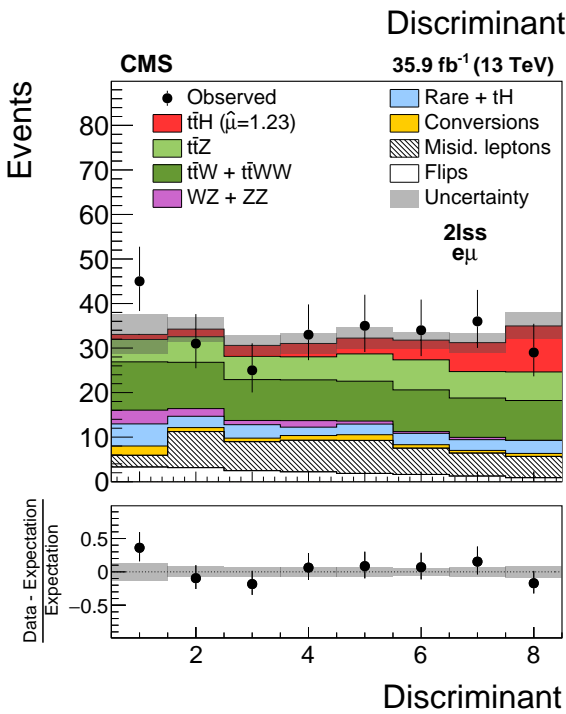 Discriminant
CMS 35.9 fb⁻¹ (13 TeV)
Events
Observed
tt̄H (μ̂=1.23)
tt̄Z
tt̄W + tt̄WW
WZ + ZZ
Rare + tH
Conversions
Misid. leptons
Flips
Uncertainty
2lss
eμ
80
70
60
50
40
30
20
10
0
Data - Expectation
Expectation
0.5
0
−0.5
2 4 6 8
Discriminant